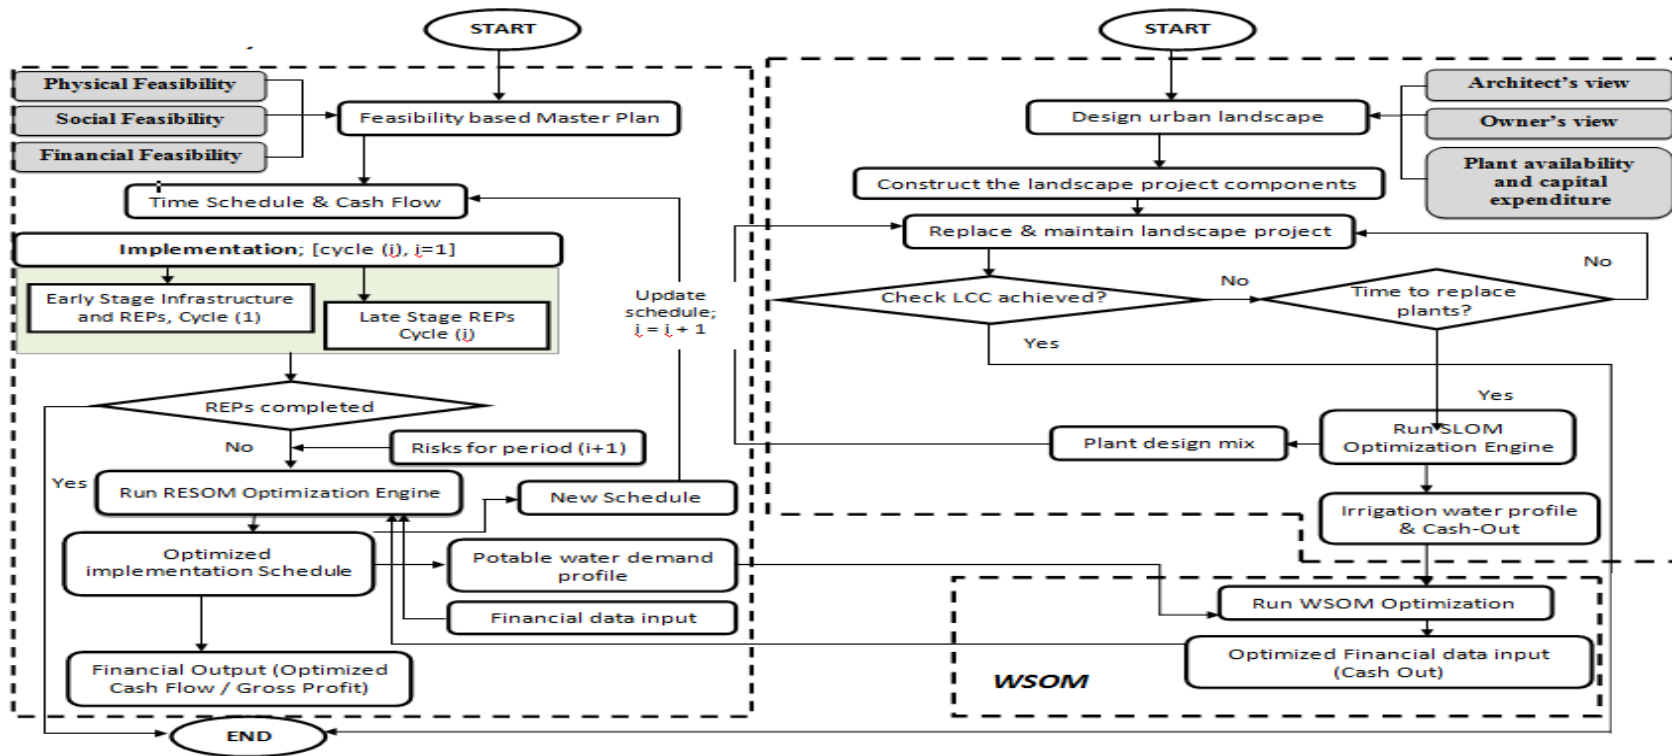 START
Physical Feasibility
Social Feasibility
Financial Feasibility
Feasibility based Master Plan
Time Schedule & Cash Flow
Implementation; [cycle (i), i=1]
Early Stage Infrastructure
and REPs, Cycle (1)
Late Stage REPs
Cycle (i)
Update
schedule;
i = i + 1
REPs completed
No
Yes
Risks for period (i+1)
Run RESOM Optimization Engine
New Schedule
Optimized
implementation Schedule
Potable water demand
profile
Financial data input
Financial Output (Optimized
Cash Flow / Gross Profit)
END
START
Architect's view
Owner's view
Plant availability
and capital
expenditure
Design urban landscape
Construct the landscape project components
Replace & maintain landscape project
Check LCC achieved?
No
Time to replace
plants?
No
Yes
Yes
Plant design mix
Run SLOM
Optimization Engine
Irrigation water profile
& Cash-Out
Run WSOM Optimization
Optimized Financial data input
(Cash Out)
WSOM